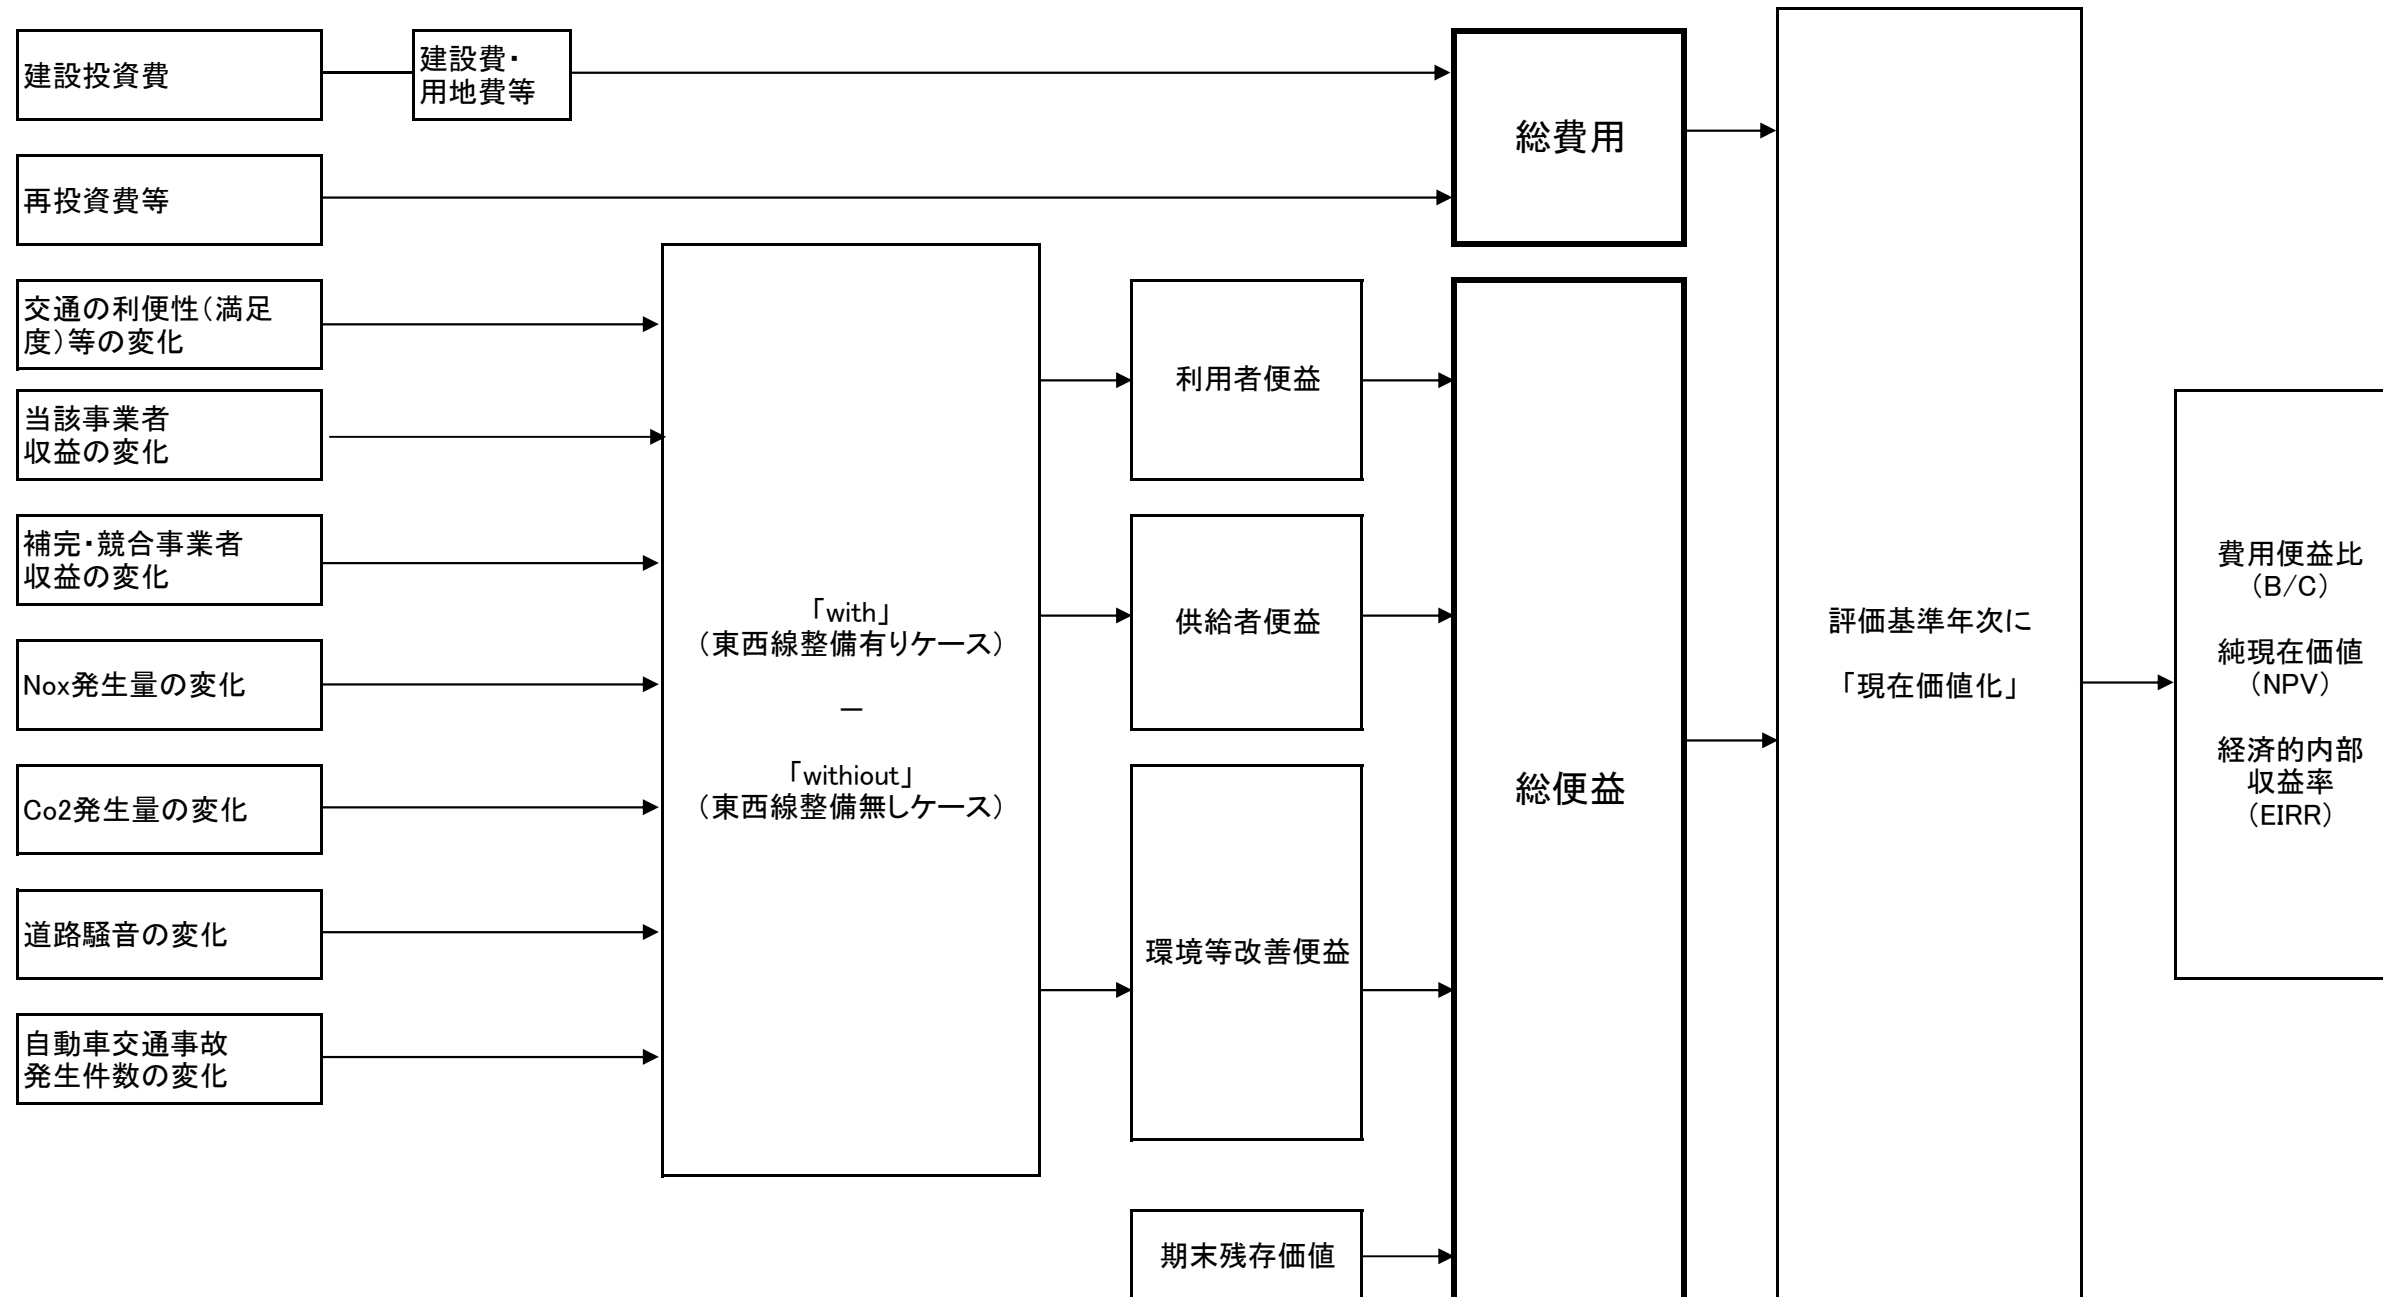 建設投資費
建設費・
用地費等
総費用
再投資費等
交通の利便性（満足
度）等の変化
当該事業者
収益の変化
補完・競合事業者
収益の変化
Nox発生量の変化
Co2発生量の変化
道路騒音の変化
自動車交通事故
発生件数の変化
「with」
（東西線整備有りケース）
－
「withiout」
（東西線整備無しケース）
利用者便益
供給者便益
環境等改善便益
期末残存価値
総便益
評価基準年次に
「現在価値化」
費用便益比
（B/C）
純現在価値
（NPV）
経済的内部
収益率
（EIRR）